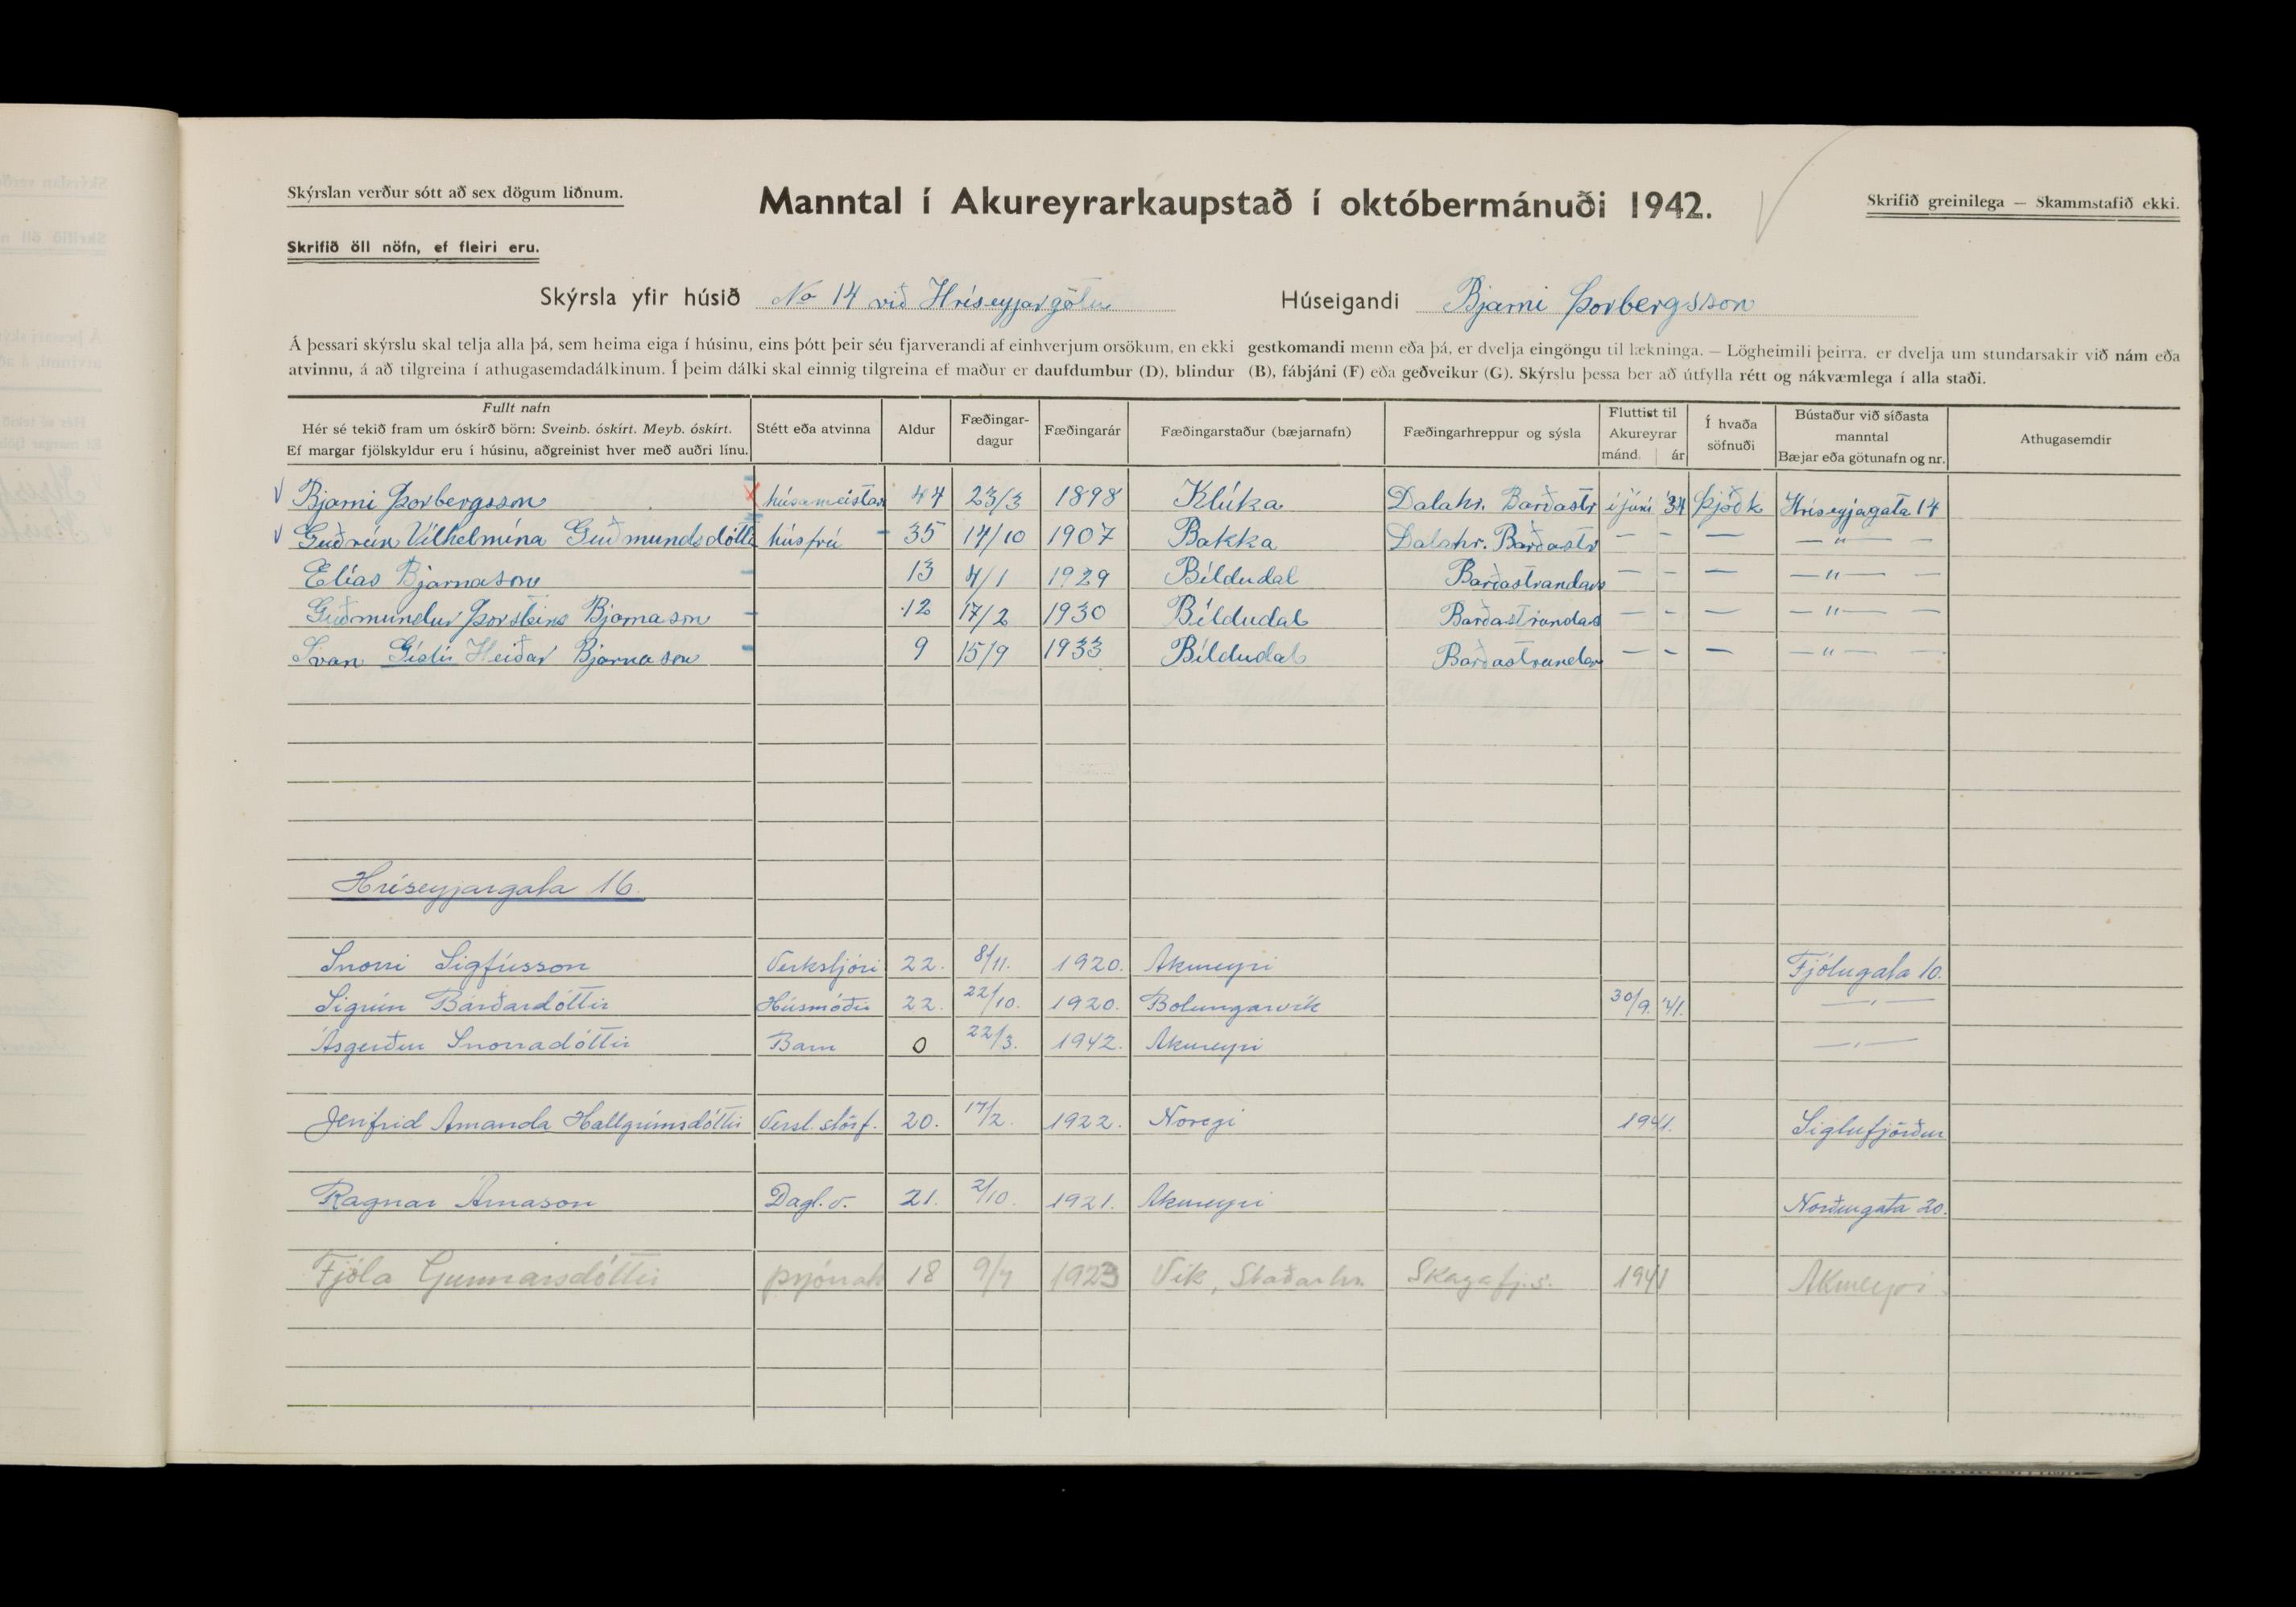 Skýrslan verður sótt að sex dögum liðnum.
Manntal í Akureyrarkaupstað í októbermánuði 1942.
Skrifið greinilega — Skammstafið ekki.
Skrifið öll nöfn, ef fleiri eru.
Skýrsla yfir húsið No 14 við Hríseyjargötu Húseigandi Bjarni Þorbergsson
Á þessari skýrslu skal telja alla þá, sem heima eiga í húsinu, eins þótt þeir séu fjarverandi af einhverjum orsökum, en ekki gestkomandi menn eða þá, er dvelja eingöngu til lækninga. — Lögheimili þeirra, er dvelja um stundarsakir við nám eða
atvinnu, á að tilgreina í athugasemdadálkinum. Í þeim dálki skal einnig tilgreina ef maður er daufdumbur (D), blindur (B), fábjáni (F) eða geðveikur (G). Skýrslu þessa ber að útfylla rétt og nákvæmlega í alla staði.
Fullt nafn
Hér sé tekið fram um óskírð börn: Sveinb. óskírt. Meyb. óskírt.
Ef margar fjölskyldur eru í húsinu, aðgreinist hver með auðri línu.
Stétt eða atvinna
Aldur
Fæðingar-
dagur
Fæðingarár
Fæðingarstaður (bæjarnafn)
Fæðingarhreppur og sýsla
Fluttist til
Akureyrar
mánd. ár
Í hvaða
söfnuði
Bústaður við síðasta
manntal
Bæjar eða götunafn og nr.
Athugasemdir
Bjarni Þorbergsson húsameistari 44 23/3 1898 Klúka Dalahr. Barðastr í júní 34 Þjóðk Hríseyjagata 14
Guðrún Vilhelmína Guðmundsdótti húsfrú 35 14/10 1907 Bakka Dalahr. Barðastr — - — — " — —
Elías Bjarnason 13 4/1 1929 Bíldudal Barðastrandars — - — — " — —
Guðmundur Þorsteins Bjarnason 12 17/2 1930 Bíldudal Barðastrandas — - — — " — —
Svan Gísli Heiðar Bjarnason 9 15/9 1933 Bíldudal Barðastrandar — - — — " — —
Hríseyjargata 16.
Snorri Sigfússon Verkstjóri 22. 8/11. 1920. Akureyri Fjólugata 10.
Sigrún Bárðardóttir Húsmóðir 22. 22/10. 1920. Bolungarvík 30/9. '41. — " —
Ásgerður Snorradóttir Barn 0 22/3. 1942. Akureyri — " —
Jenfrid Amanda Hallgrímsdóttir Versl. störf. 20. 17/2. 1922. Noregi 1941. Siglufjörður
Ragnar Árnason Dagl. v. 21. 2/10. 1921. Akureyri Norðurgata 20.
Fjóla Gunnarsdóttir prjónak 18 9/7 1923 Vík, Staðarhr. Skagafj.s. 1941 Akureyri